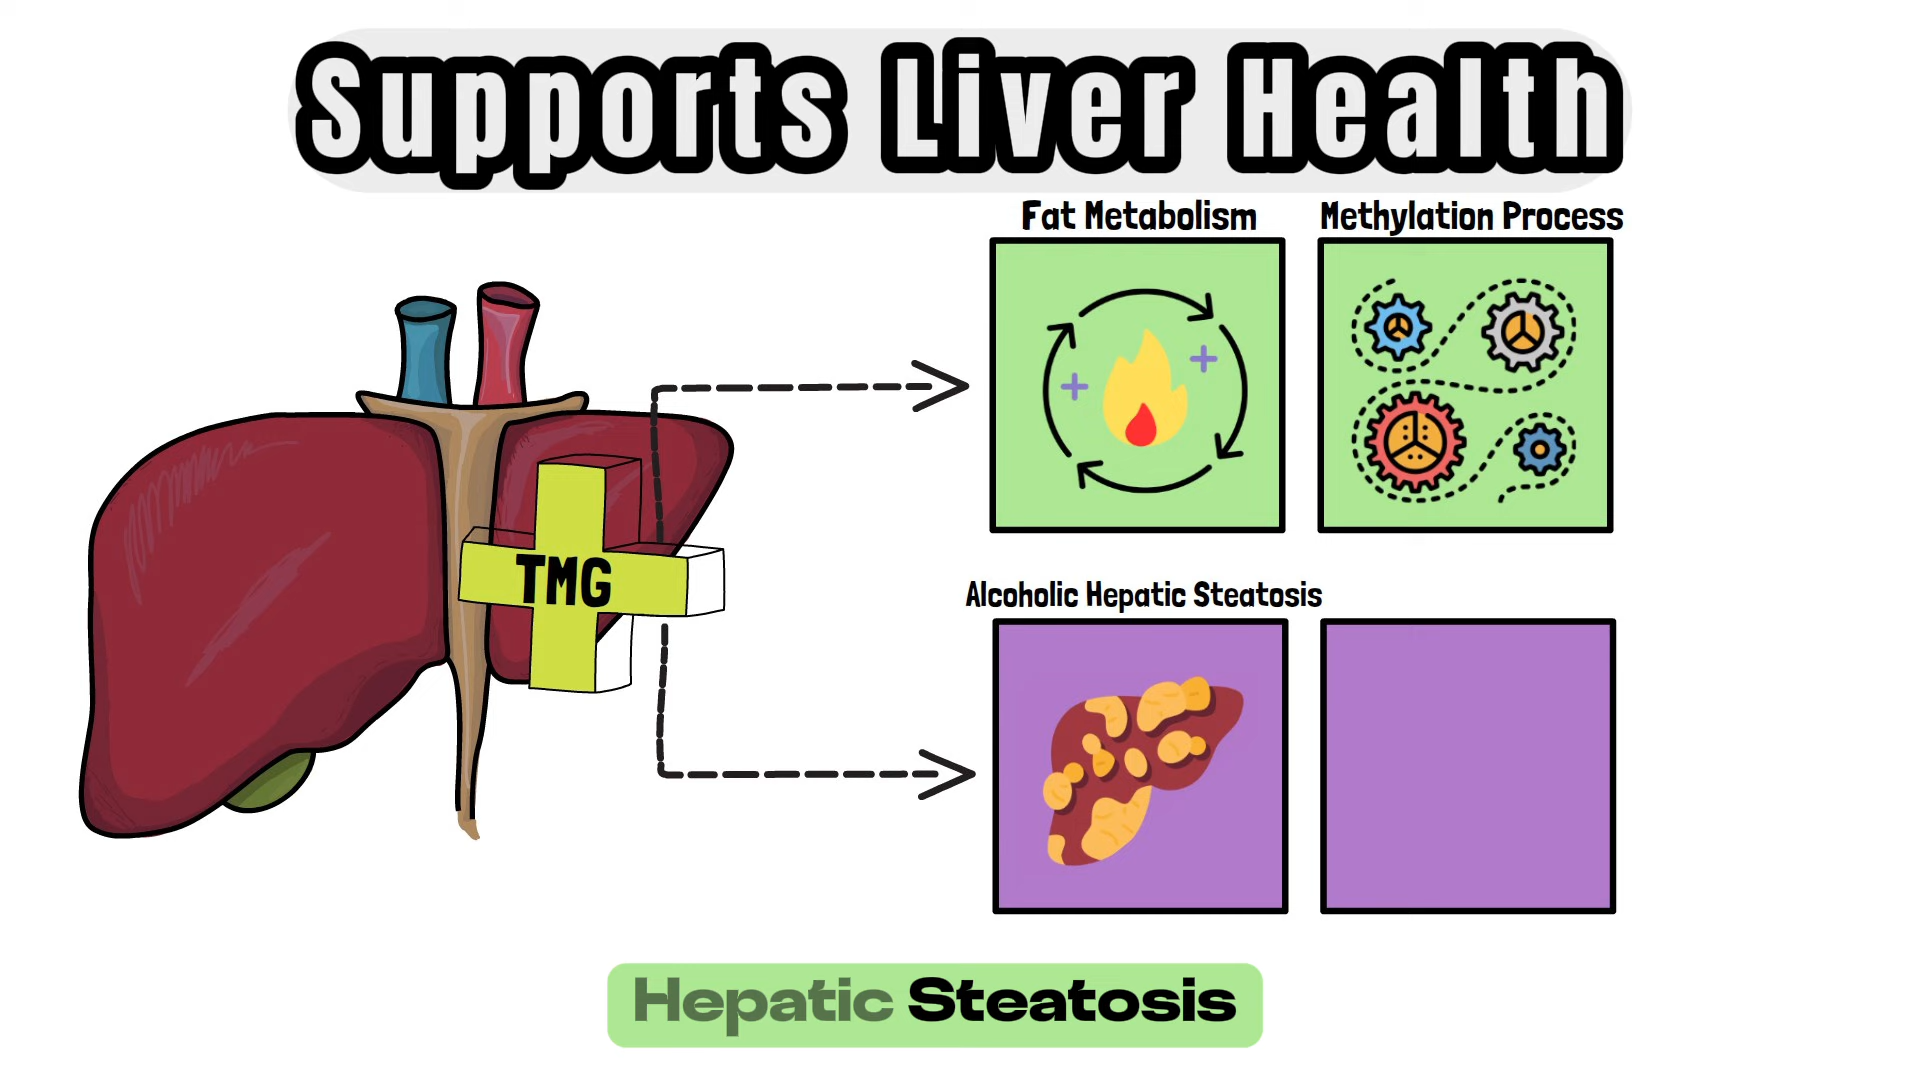 Supports Liver Health
Fat Metabolism
Methylation Process
TMG
Alcoholic Hepatic Steatosis
Hepatic Steatosis